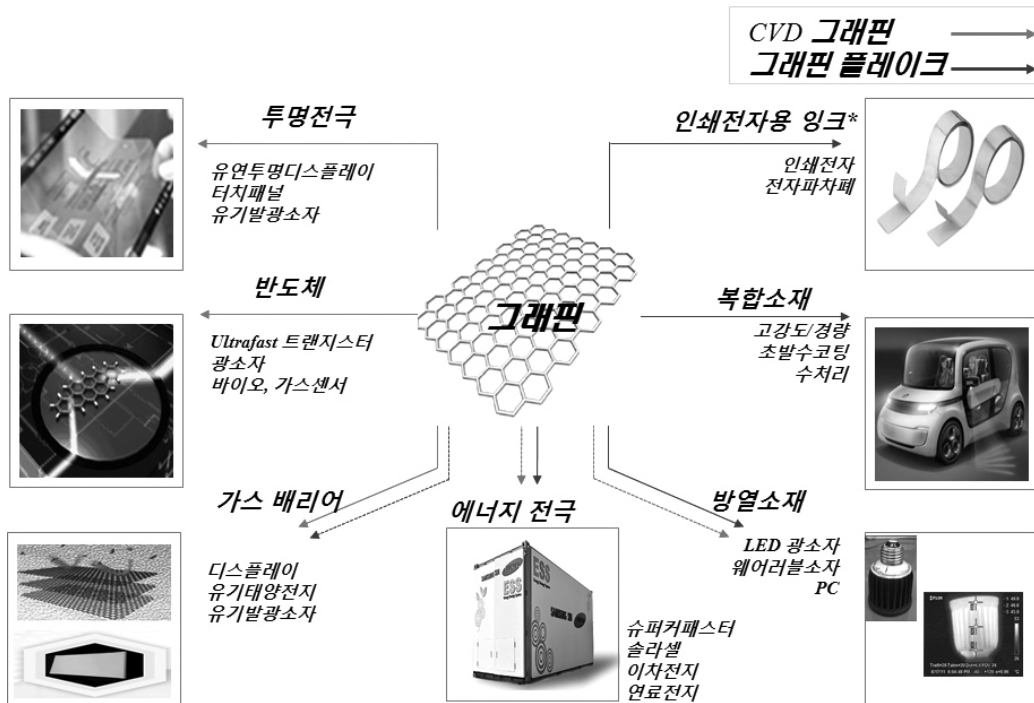 CVD 그래핀
그래핀 플레이크
투명전극
유연투명디스플레이
터치패널
유기발광소자
인쇄전자용 잉크*
인쇄전자
전자파차폐
반도체
Ultrafast 트랜지스터
광소자
바이오, 가스센서
그래핀
복합소재
고강도/경량
초발수코팅
수처리
가스 배리어
디스플레이
유기태양전지
유기발광소자
에너지 전극
ESS
SAMSUNG SDI
ESS
슈퍼커패스터
솔라셀
이차전지
연료전지
방열소재
LED 광소자
웨어러블소자
PC